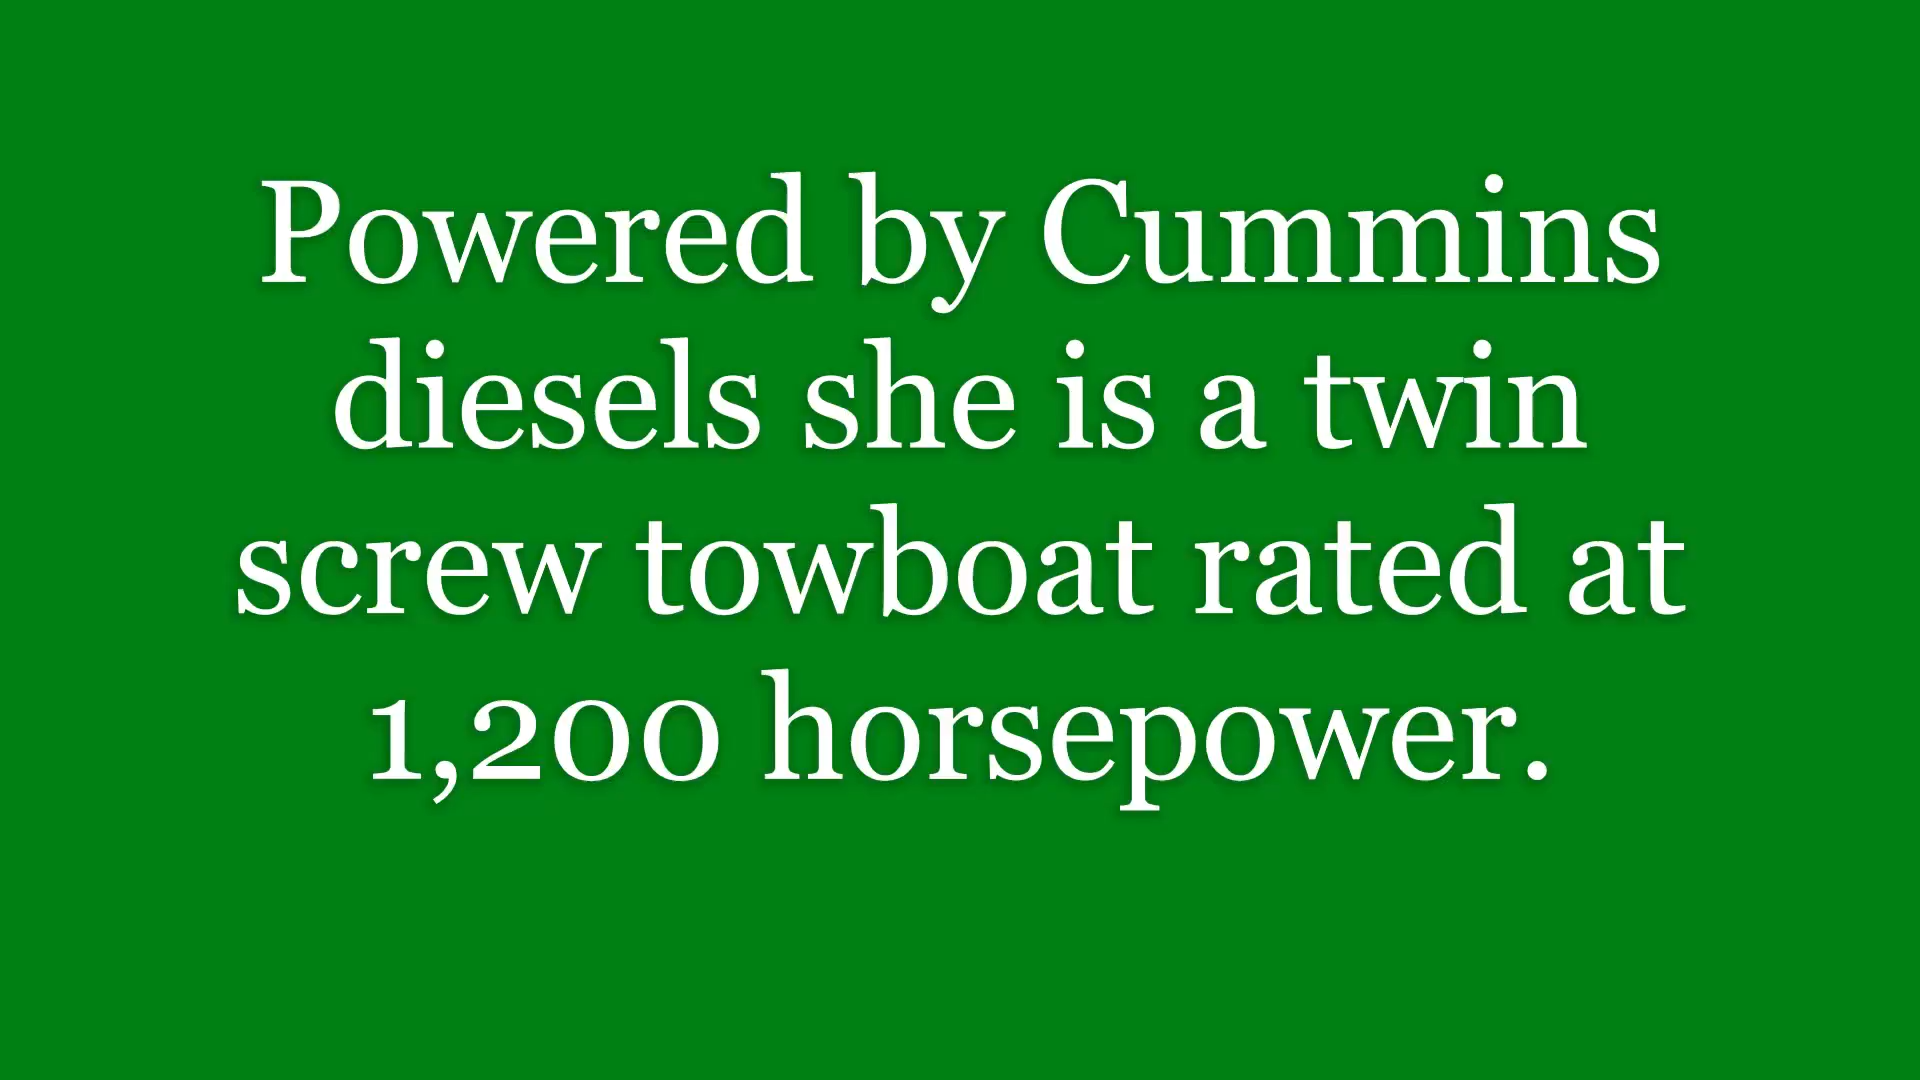 Powered by Cummins
diesels she is a twin
screw towboat rated at
1,200 horsepower.